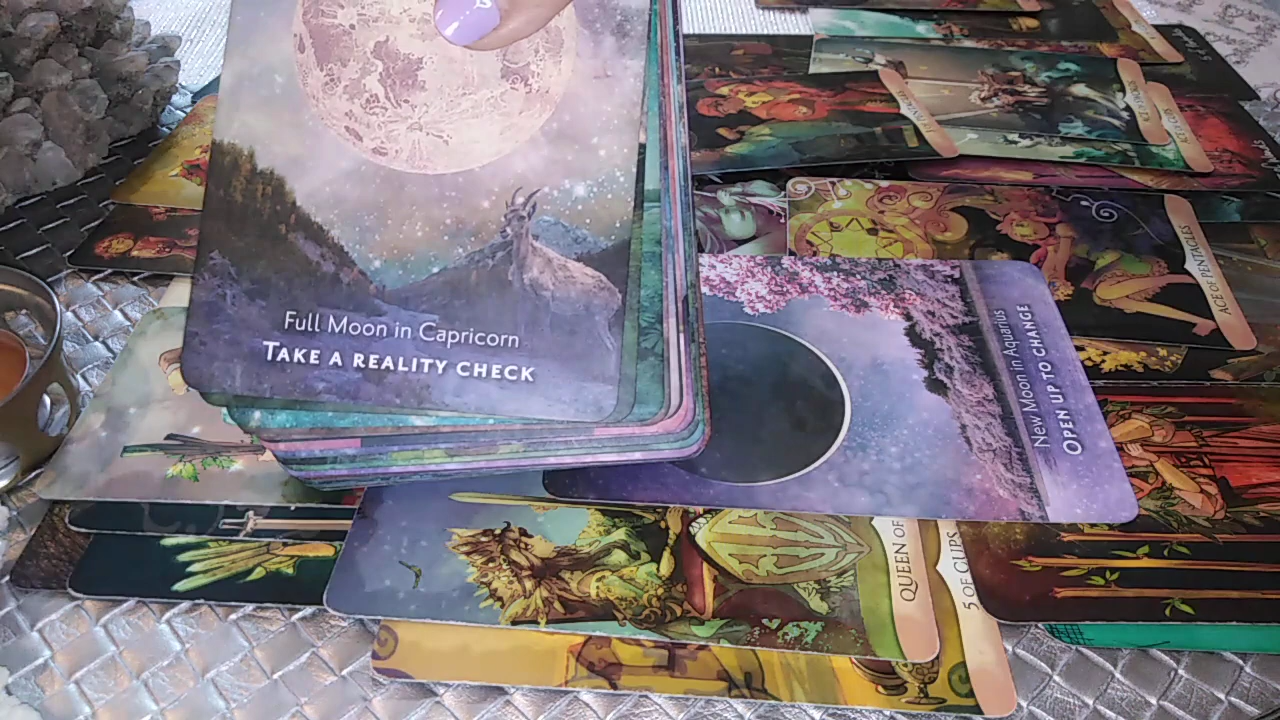 Full Moon in Capricorn
TAKE A REALITY CHECK
New Moon in Aquarius
OPEN UP TO CHANGE
ACE OF PENTACLES
QUEEN OF
5 OF CUPS